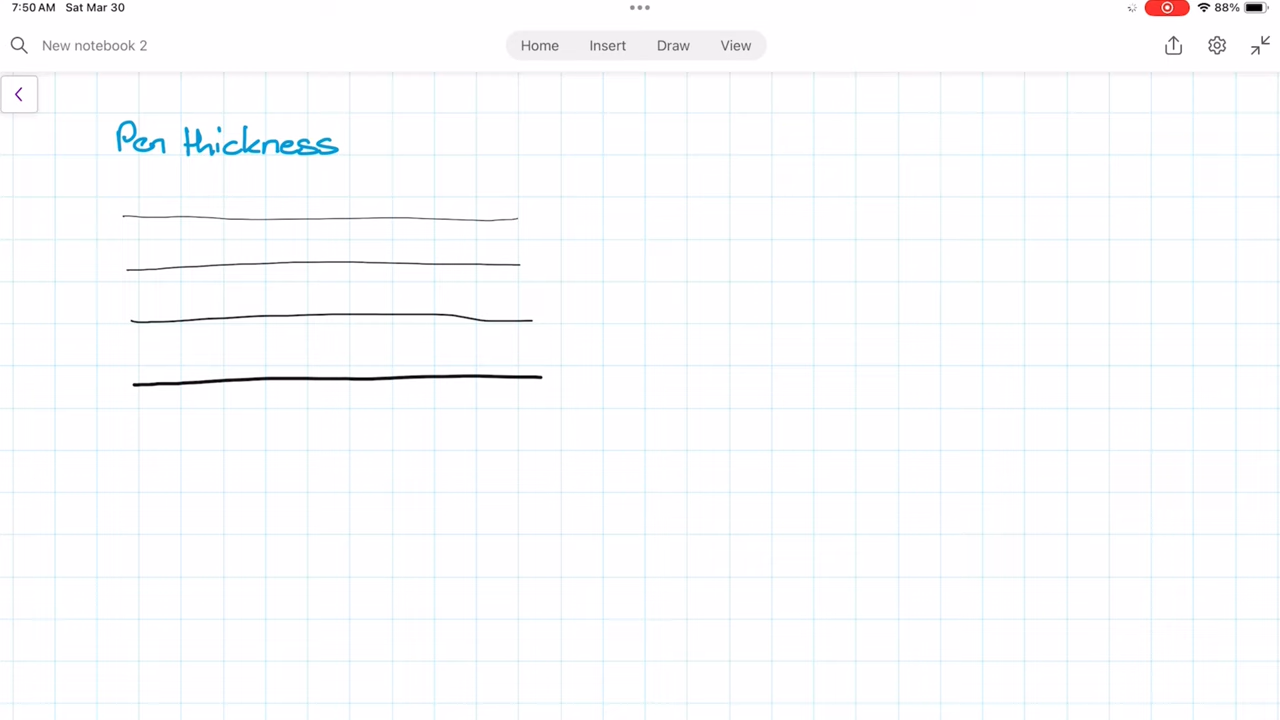 7:50 AM Sat Mar 30 88%
New notebook 2 Home Insert Draw View
Pen thickness